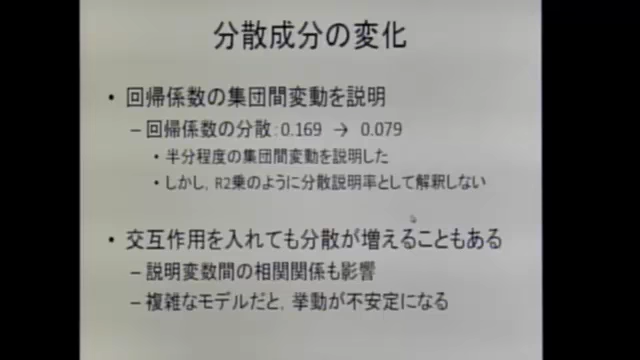 分散成分の変化
• 回帰係数の集団間変動を説明
–回帰係数の分散:0.169 → 0.079
• 半分程度の集団間変動を説明した
• しかし, R2乗のように分散説明率として解釈しない
• 交互作用を入れても分散が増えることもある
–説明変数間の相関関係も影響
–複雑なモデルだと, 挙動が不安定になる